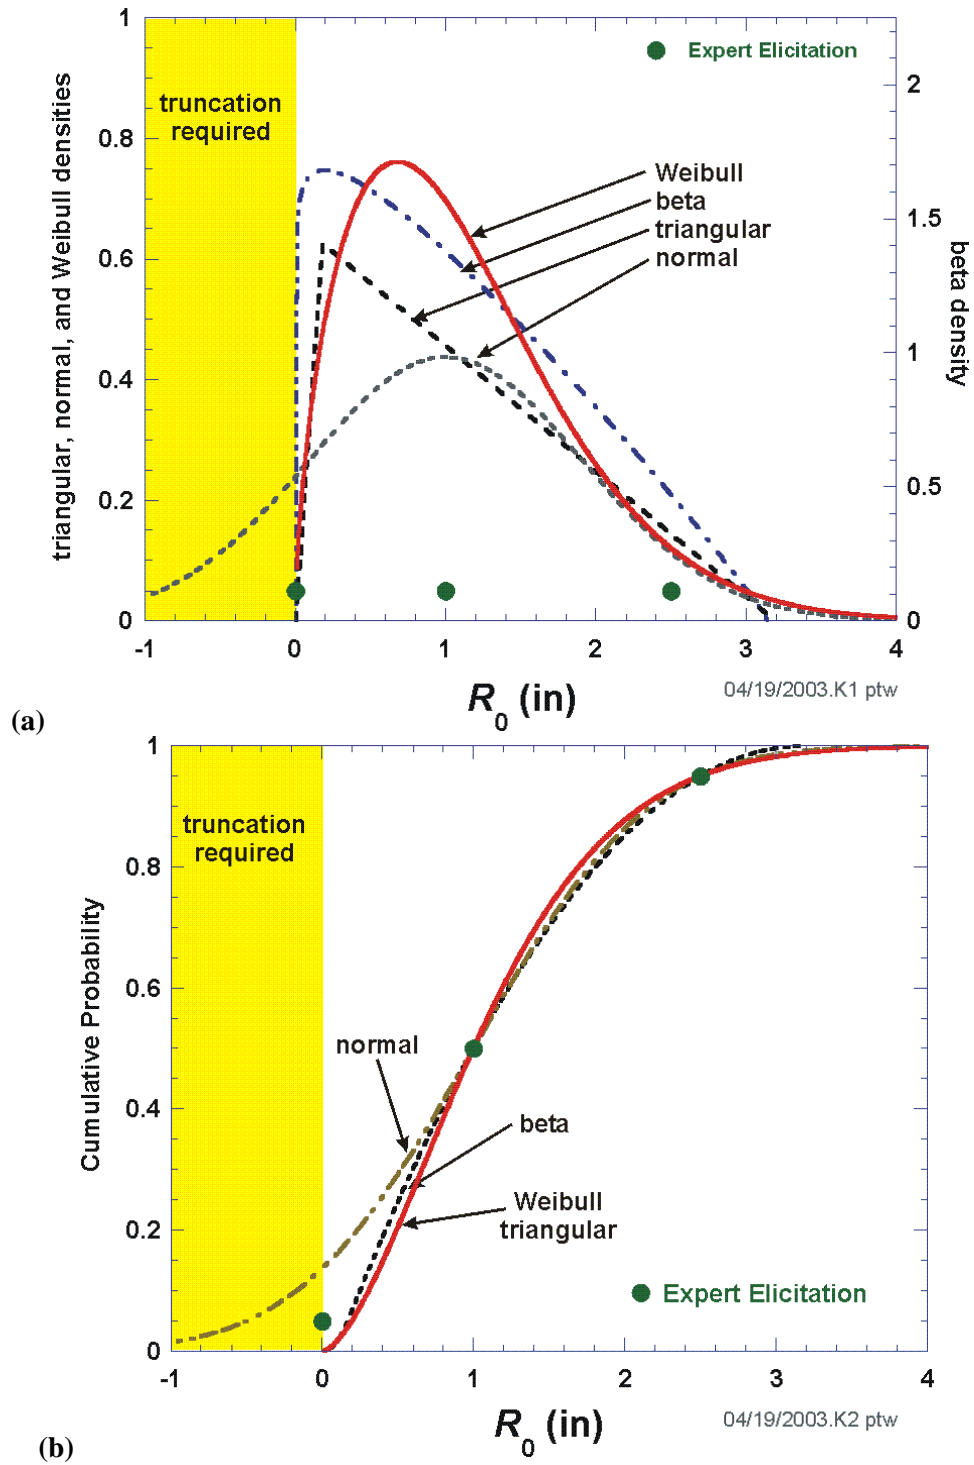 Expert Elicitation
truncation
required
Weibull
beta
triangular
normal
triangular, normal, and Weibull densities
beta density
1
0.8
0.6
0.4
0.2
0
2
1.5
1
0.5
0
-1 0 1 2 3 4
R0 (in)
04/19/2003.K1 ptw
(a)
truncation
required
normal
beta
Weibull
triangular
Expert Elicitation
Cumulative Probability
1
0.8
0.6
0.4
0.2
0
-1 0 1 2 3 4
R0 (in)
04/19/2003.K2 ptw
(b)